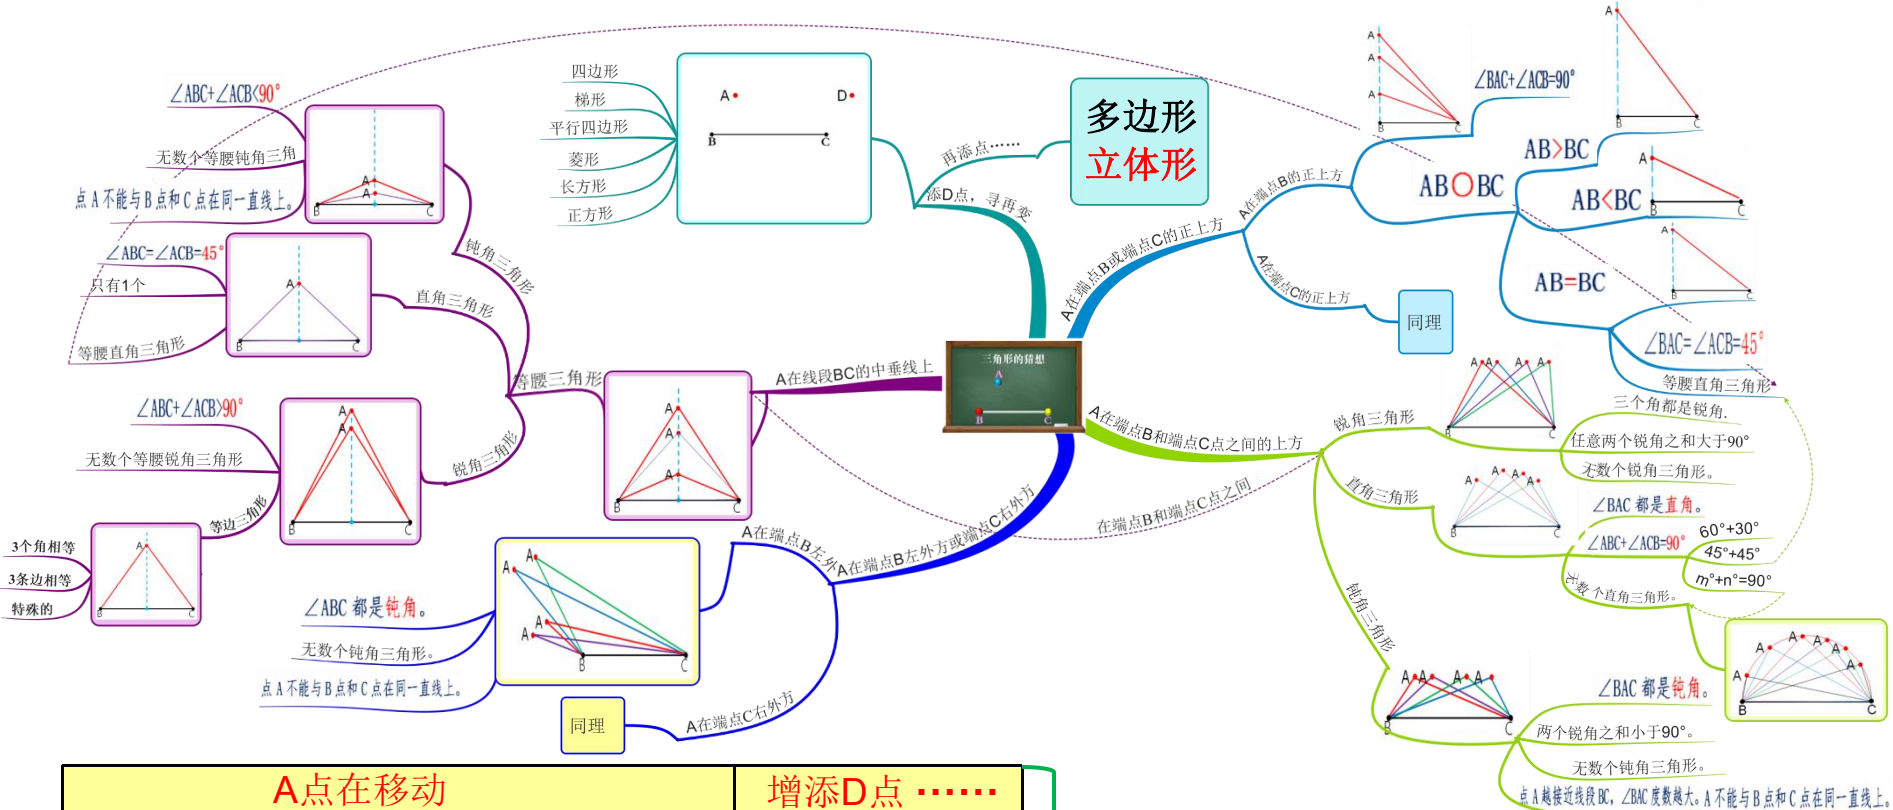 三角形的猜想
A
B
C
添D点，寻再变
四边形
梯形
平行四边形
菱形
长方形
正方形
A
D
B
C
再添点……
多边形
立体形
A在端点B或端点C的正上方
A在端点B的正上方
A
A
A
B
C
∠BAC+∠ACB=90°
AB○BC
AB>BC
A
B
C
AB<BC
A
B
C
AB=BC
A
B
C
∠BAC=∠ACB=45°
等腰直角三角形
A在端点C的正上方
同理
A在端点B和端点C点之间的上方
锐角三角形
A A A A
B
C
三个角都是锐角.
任意两个锐角之和大于90°
无数个锐角三角形。
直角三角形
A
A
A
A
B
C
∠BAC 都是直角。
∠ABC+∠ACB=90°
60°+30°
45°+45°
m°+n°=90°
无数个直角三角形。
A
A
A
A
A
A
B
C
钝角三角形
A A A A
B
C
∠BAC 都是钝角。
两个锐角之和小于90°。
无数个钝角三角形。
点 A 越接近线段 BC，∠BAC 度数越大。A 不能与 B 点和 C 点在同一直线上。
在端点B和端点C点之间
A在线段BC的中垂线上
A
A
A
B
C
等腰三角形
钝角三角形
A
A
B
C
∠ABC+∠ACB<90°
无数个等腰钝角三角
点 A 不能与 B 点和 C 点在同一直线上。
直角三角形
A
B
C
∠ABC=∠ACB=45°
只有1个
等腰直角三角形
锐角三角形
A
A
B
C
∠ABC+∠ACB>90°
无数个等腰锐角三角形
等边三角形
A
B
C
3个角相等
3条边相等
特殊的
A在端点B左外方或端点C右外方
A在端点B左外
A
A
A
A
B
C
∠ABC 都是钝角。
无数个钝角三角形。
点 A 不能与 B 点和 C 点在同一直线上。
A在端点C右外方
同理
A点在移动
增添D点 ······